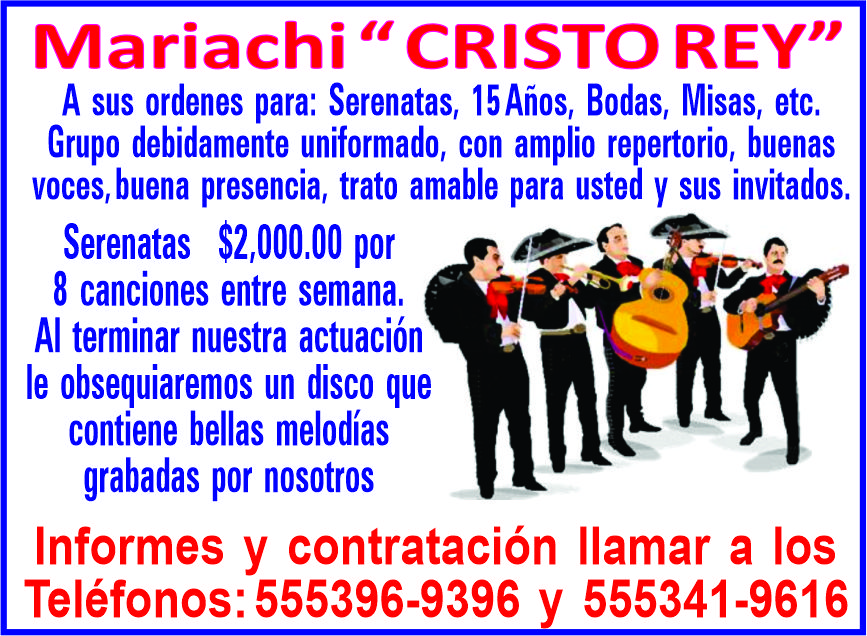 Mariachi “CRISTO REY”
A sus ordenes para: Serenatas, 15 Años, Bodas, Misas, etc.
Grupo debidamente uniformado, con amplio repertorio, buenas
voces, buena presencia, trato amable para usted y sus invitados.
Serenatas $2,000.00 por
8 canciones entre semana.
Al terminar nuestra actuación
le obsequiaremos un disco que
contiene bellas melodías
grabadas por nosotros
Informes y contratación llamar a los
Teléfonos: 555396-9396 y 555341-9616